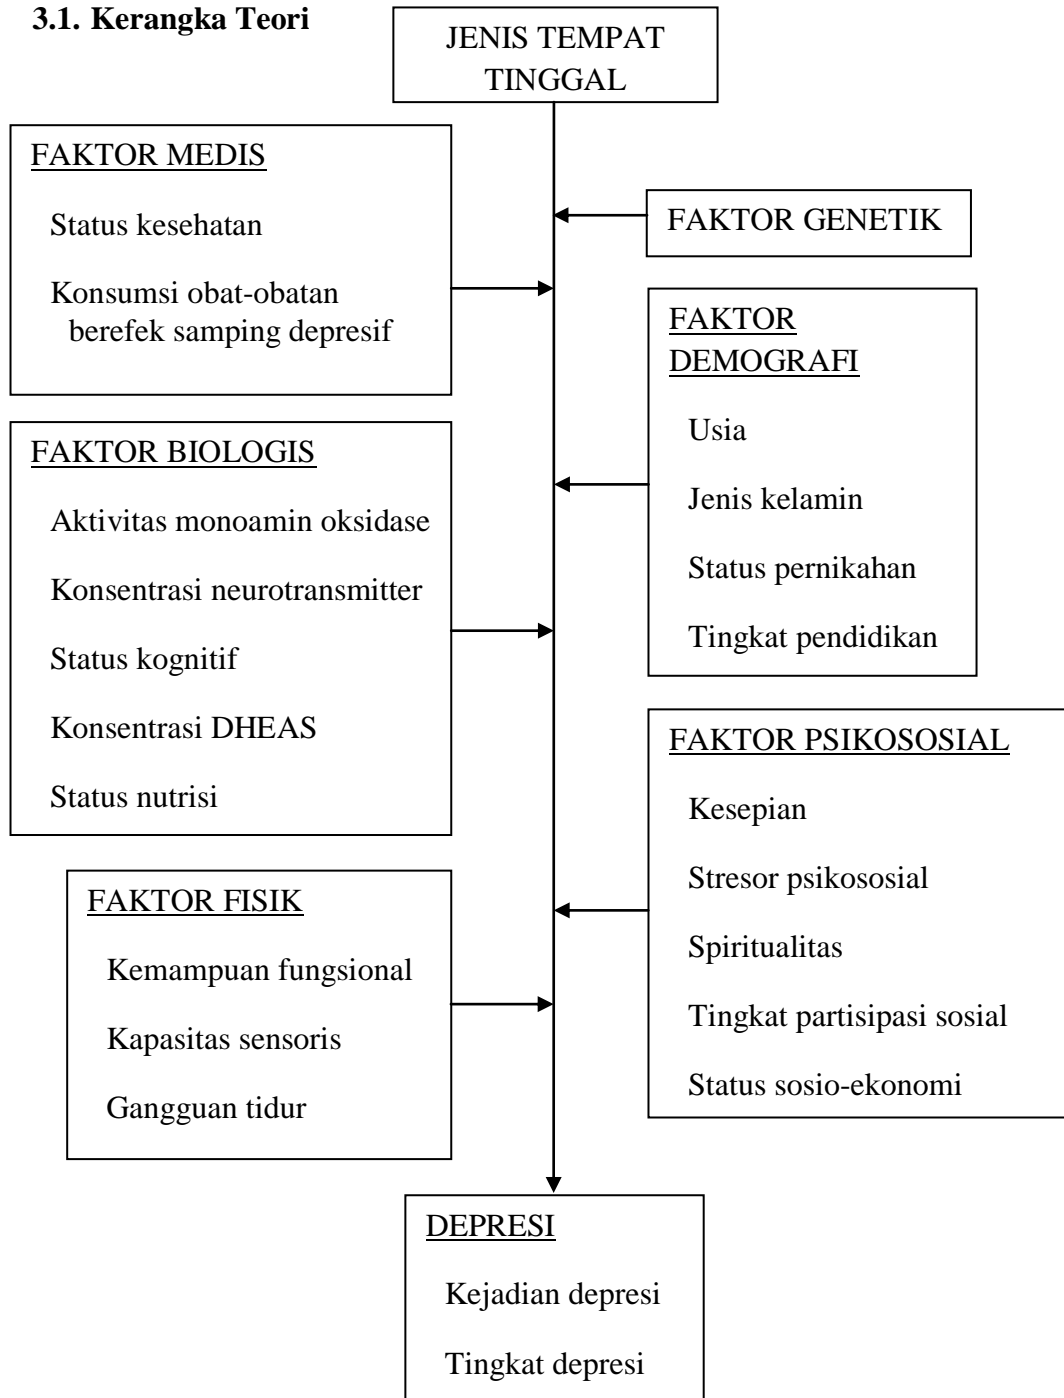 3.1. Kerangka Teori
JENIS TEMPAT
TINGGAL
FAKTOR MEDIS
Status kesehatan
Konsumsi obat-obatan
berefek samping depresif
FAKTOR GENETIK
FAKTOR
DEMOGRAFI
Usia
Jenis kelamin
Status pernikahan
Tingkat pendidikan
FAKTOR BIOLOGIS
Aktivitas monoamin oksidase
Konsentrasi neurotransmitter
Status kognitif
Konsentrasi DHEAS
Status nutrisi
FAKTOR PSIKOSOSIAL
Kesepian
Stresor psikososial
Spiritualitas
Tingkat partisipasi sosial
Status sosio-ekonomi
FAKTOR FISIK
Kemampuan fungsional
Kapasitas sensoris
Gangguan tidur
DEPRESI
Kejadian depresi
Tingkat depresi